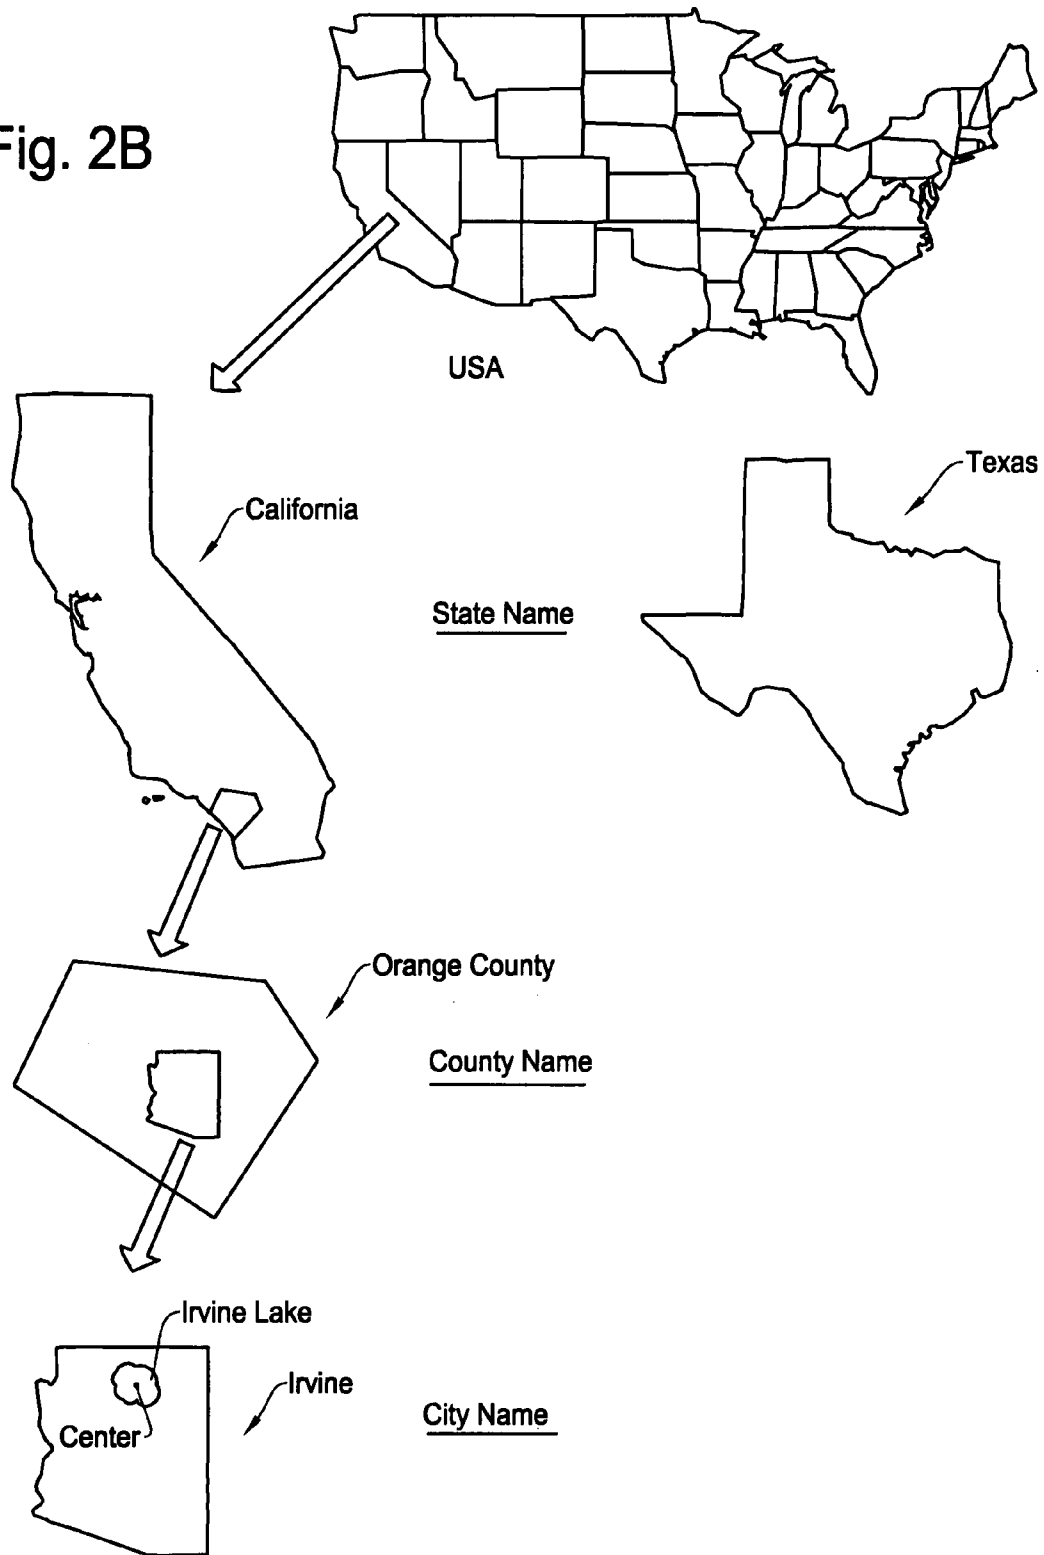 Fig. 2B
USA
Texas
California
State Name
Orange County
County Name
Irvine Lake
Irvine
Center
City Name